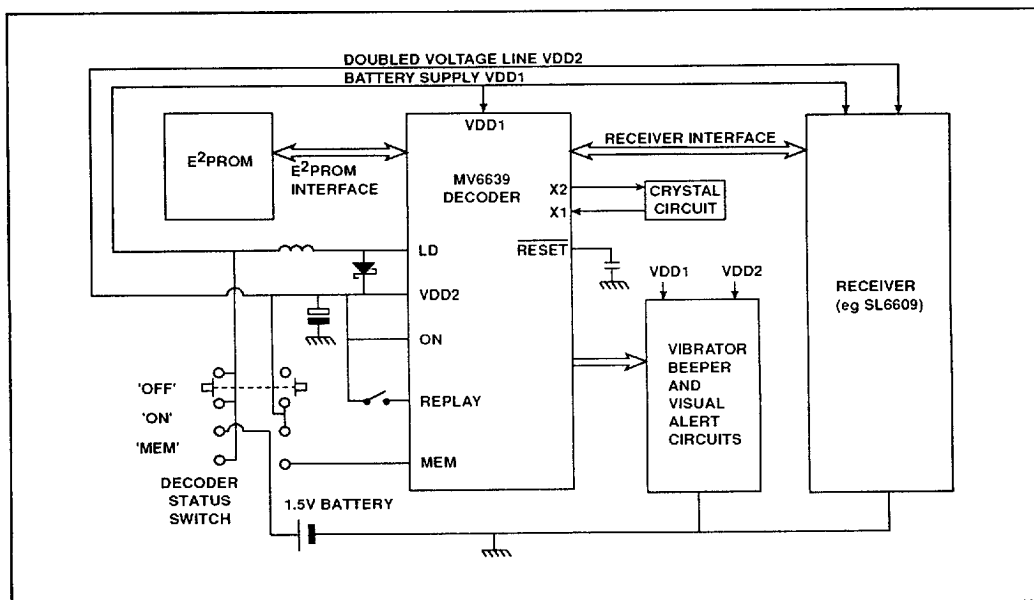 DOUBLED VOLTAGE LINE VDD2
BATTERY SUPPLY VDD1
E²PROM
E²PROM
INTERFACE
VDD1
MV6639
DECODER
RECEIVER INTERFACE
X2
X1
CRYSTAL
CIRCUIT
LD
RESET
VDD2
ON
REPLAY
MEM
VDD1 VDD2
VIBRATOR
BEEPER
AND
VISUAL
ALERT
CIRCUITS
RECEIVER
(eg SL6609)
'OFF'
'ON'
'MEM'
DECODER
STATUS
SWITCH
1.5V BATTERY